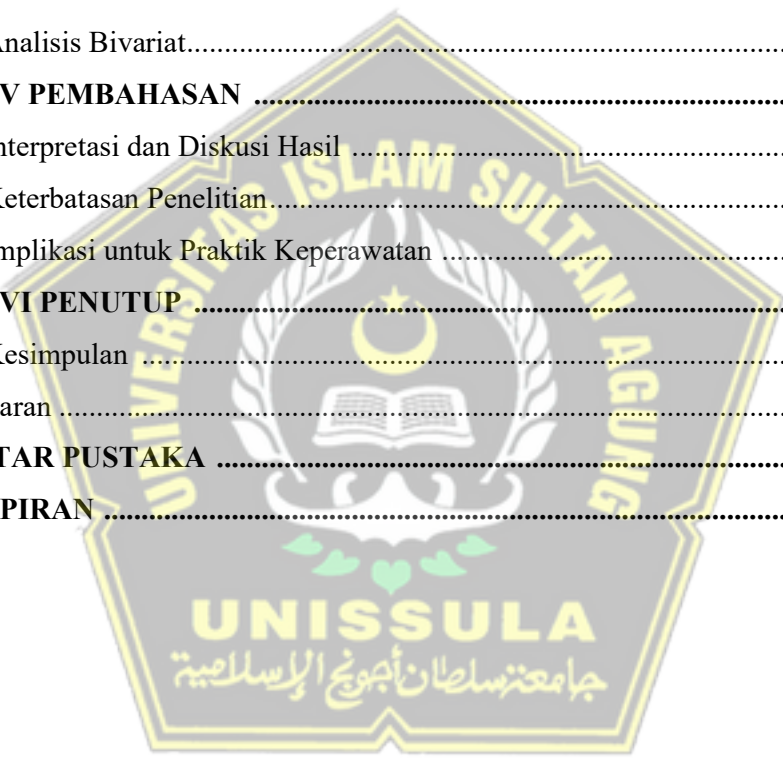 nalisis Bivariat
V PEMBAHASAN
nterpretasi dan Diskusi Hasil
Keterbatasan Penelitian
mplikasi untuk Praktik Keperawatan
VI PENUTUP
Kesimpulan
aran
TAR PUSTAKA
PIRAN
UNIVERSITAS ISLAM SULTAN AGUNG
UNISSULA
جامعة سلطان أجونج الإسلامية